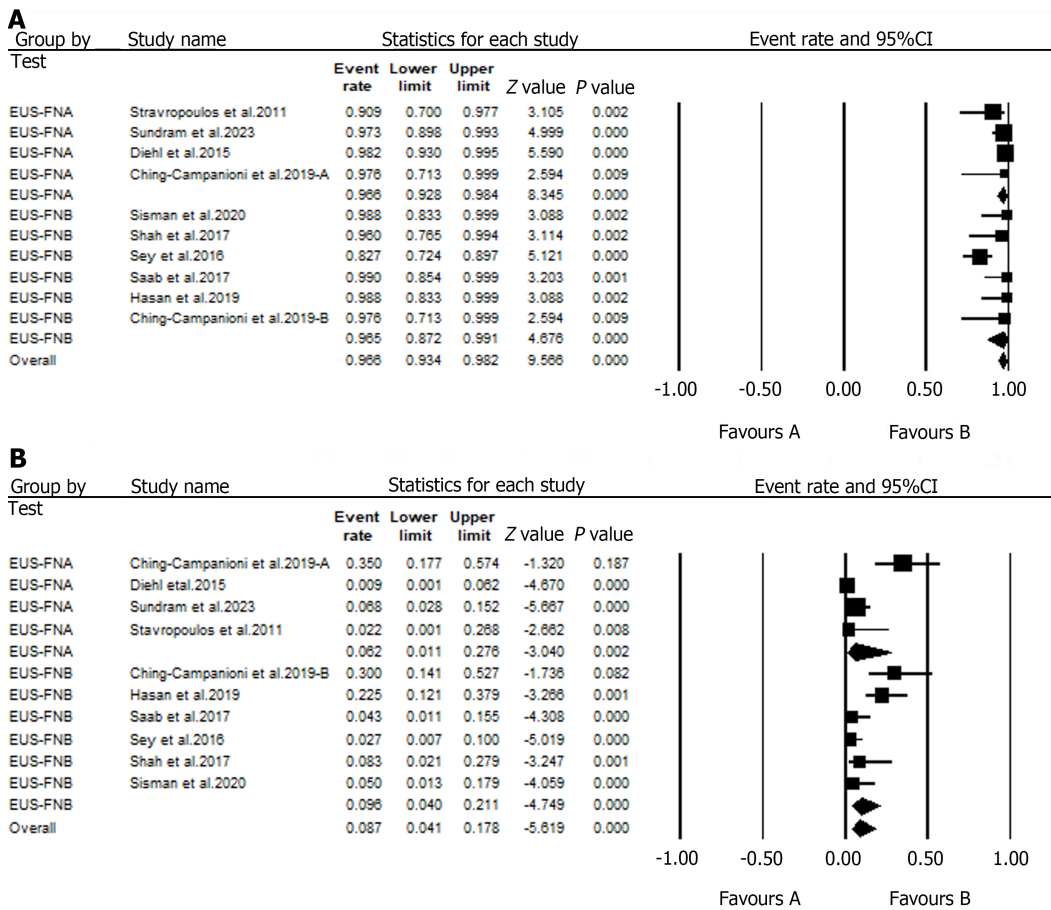 A
Group by Study name Statistics for each study Event rate and 95%CI
Test
Event rate Lower limit Upper limit Z value P value
EUS-FNA Stravropoulos et al.2011 0.909 0.700 0.977 3.105 0.002
EUS-FNA Sundram et al.2023 0.973 0.898 0.993 4.999 0.000
EUS-FNA Diehl et al.2015 0.982 0.930 0.995 5.590 0.000
EUS-FNA Ching-Campanioni et al.2019-A 0.976 0.713 0.999 2.594 0.009
EUS-FNA 0.966 0.928 0.984 8.345 0.000
EUS-FNB Sisman et al.2020 0.988 0.833 0.999 3.088 0.002
EUS-FNB Shah et al.2017 0.960 0.765 0.994 3.114 0.002
EUS-FNB Sey et al.2016 0.827 0.724 0.897 5.121 0.000
EUS-FNB Saab et al.2017 0.990 0.854 0.999 3.203 0.001
EUS-FNB Hasan et al.2019 0.988 0.833 0.999 3.088 0.002
EUS-FNB Ching-Campanioni et al.2019-B 0.976 0.713 0.999 2.594 0.009
EUS-FNB 0.965 0.872 0.991 4.676 0.000
Overall 0.966 0.934 0.982 9.566 0.000
-1.00 -0.50 0.00 0.50 1.00
Favours A Favours B
B
Group by Study name Statistics for each study Event rate and 95%CI
Test
Event rate Lower limit Upper limit Z value P value
EUS-FNA Ching-Campanioni et al.2019-A 0.350 0.177 0.574 -1.320 0.187
EUS-FNA Diehl etal.2015 0.009 0.001 0.062 -4.670 0.000
EUS-FNA Sundram et al.2023 0.068 0.028 0.152 -5.667 0.000
EUS-FNA Stavropoulos et al.2011 0.022 0.001 0.268 -2.662 0.008
EUS-FNA 0.062 0.011 0.276 -3.040 0.002
EUS-FNB Ching-Campanioni et al.2019-B 0.300 0.141 0.527 -1.736 0.082
EUS-FNB Hasan et al.2019 0.225 0.121 0.379 -3.266 0.001
EUS-FNB Saab et al.2017 0.043 0.011 0.155 -4.308 0.000
EUS-FNB Sey et al.2016 0.027 0.007 0.100 -5.019 0.000
EUS-FNB Shah et al.2017 0.083 0.021 0.279 -3.247 0.001
EUS-FNB Sisman et al.2020 0.050 0.013 0.179 -4.059 0.000
EUS-FNB 0.096 0.040 0.211 -4.749 0.000
Overall 0.087 0.041 0.178 -5.619 0.000
-1.00 -0.50 0.00 0.50 1.00
Favours A Favours B